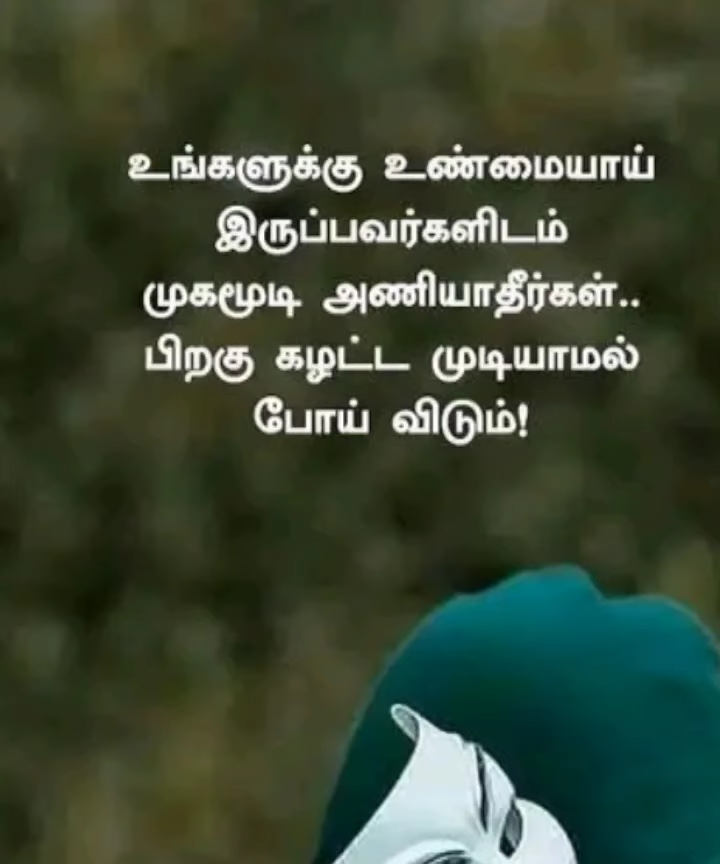 உங்களுக்கு உண்மையாய்
இருப்பவர்களிடம்
முகமூடி அணியாதீர்கள்..
பிறகு கழட்ட முடியாமல்
போய் விடும்!